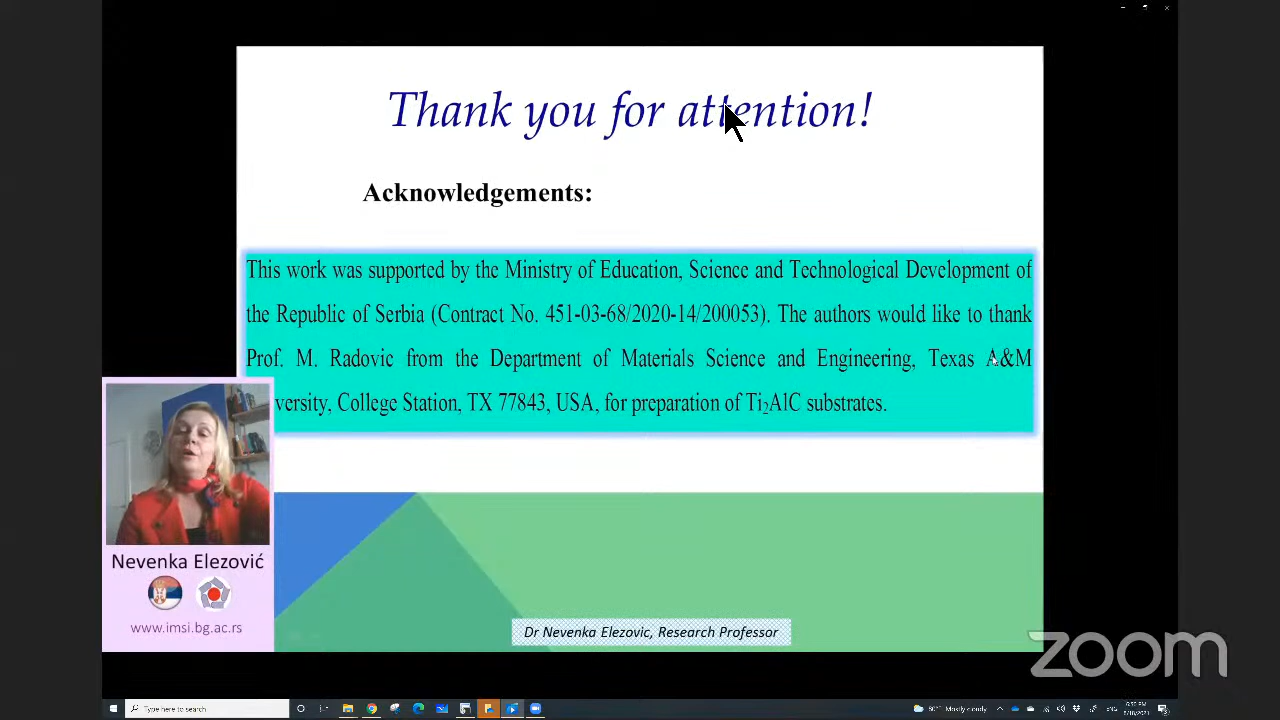 Thank you for attention!
Acknowledgements:
This work was supported by the Ministry of Education, Science and Technological Development of
the Republic of Serbia (Contract No. 451-03-68/2020-14/200053). The authors would like to thank
Prof. M. Radovic from the Department of Materials Science and Engineering, Texas A&M
versity, College Station, TX 77843, USA, for preparation of Ti₂AlC substrates.
Nevenka Elezović
www.imsi.bg.ac.rs
Dr Nevenka Elezovic, Research Professor
zoom
Type here to search
Mostly cloudy
ENG